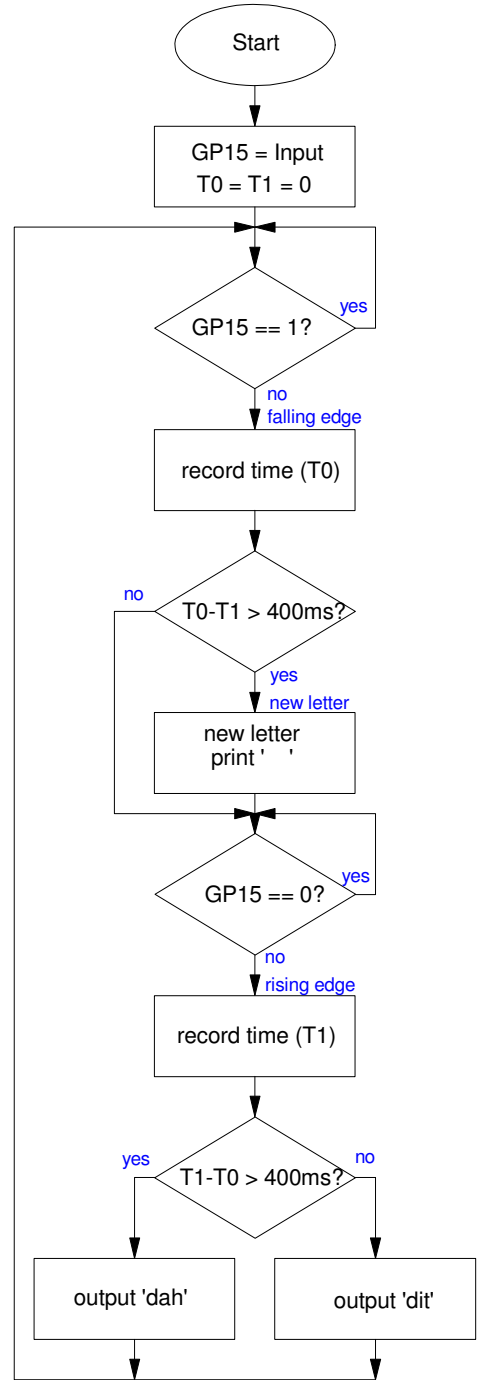 Start
GP15 = Input
T0 = T1 = 0
yes
GP15 == 1?
no
falling edge
record time (T0)
no
T0-T1 > 400ms?
yes
new letter
new letter
print '   '
yes
GP15 == 0?
no
rising edge
record time (T1)
yes
no
T1-T0 > 400ms?
output 'dah'
output 'dit'